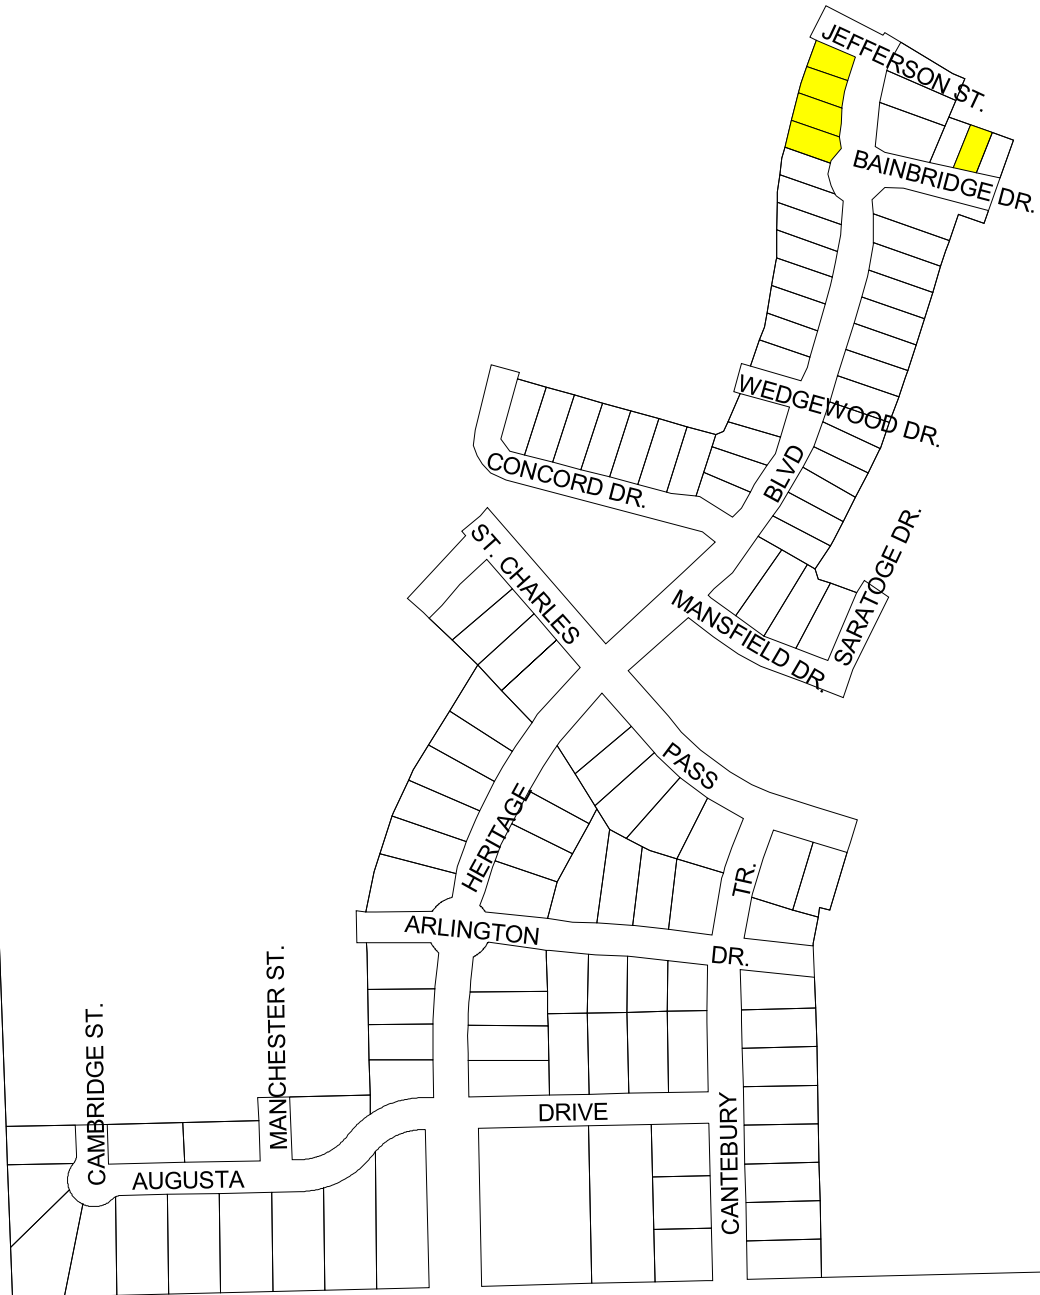 JEFFERSON ST.
BAINBRIDGE DR.
WEDGEWOOD DR.
BLVD
CONCORD DR.
SARATOGE DR.
ST. CHARLES
MANSFIELD DR.
PASS
HERITAGE
TR.
ARLINGTON
DR.
MANCHESTER ST.
CAMBRIDGE ST.
DRIVE
CANTEBURY
AUGUSTA